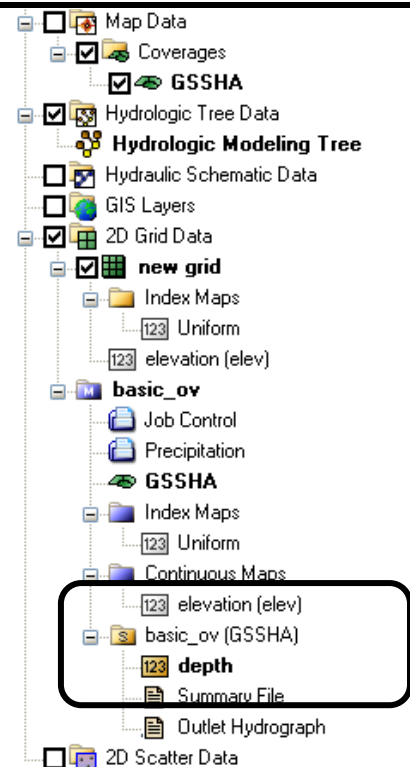 Map Data
Coverages
GSSHA
Hydrologic Tree Data
Hydrologic Modeling Tree
Hydraulic Schematic Data
GIS Layers
2D Grid Data
new grid
Index Maps
123 Uniform
123 elevation (elev)
M basic_ov
Job Control
Precipitation
GSSHA
Index Maps
123 Uniform
Continuous Maps
123 elevation (elev)
S basic_ov (GSSHA)
123 depth
Summary File
Outlet Hydrograph
2D Scatter Data